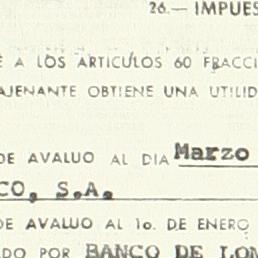 26.— IMPUES
E A LOS ARTICULOS 60 FRACCI
AJENANTE OBTIENE UNA UTILID
DE AVALUO AL DIA Marzo
CO, S.A.
DE AVALUO AL 1o. DE ENERO
DO POR BANCO DE LON